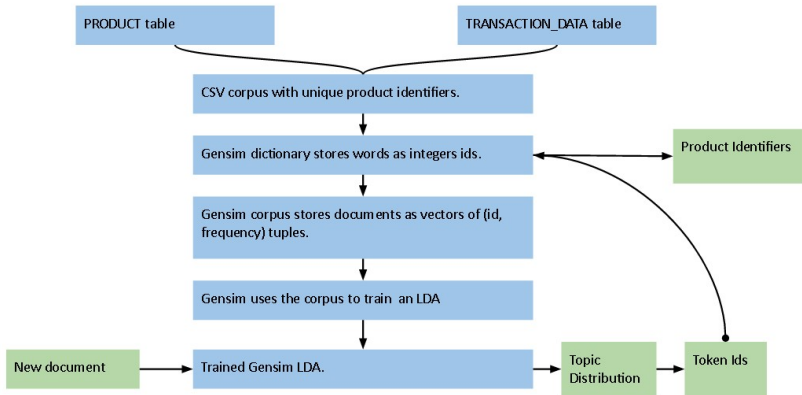 PRODUCT table
TRANSACTION_DATA table
CSV corpus with unique product identifiers.
Gensim dictionary stores words as integers ids.
Product Identifiers
Gensim corpus stores documents as vectors of (id,
frequency) tuples.
Gensim uses the corpus to train an LDA
New document
Trained Gensim LDA.
Topic
Distribution
Token Ids